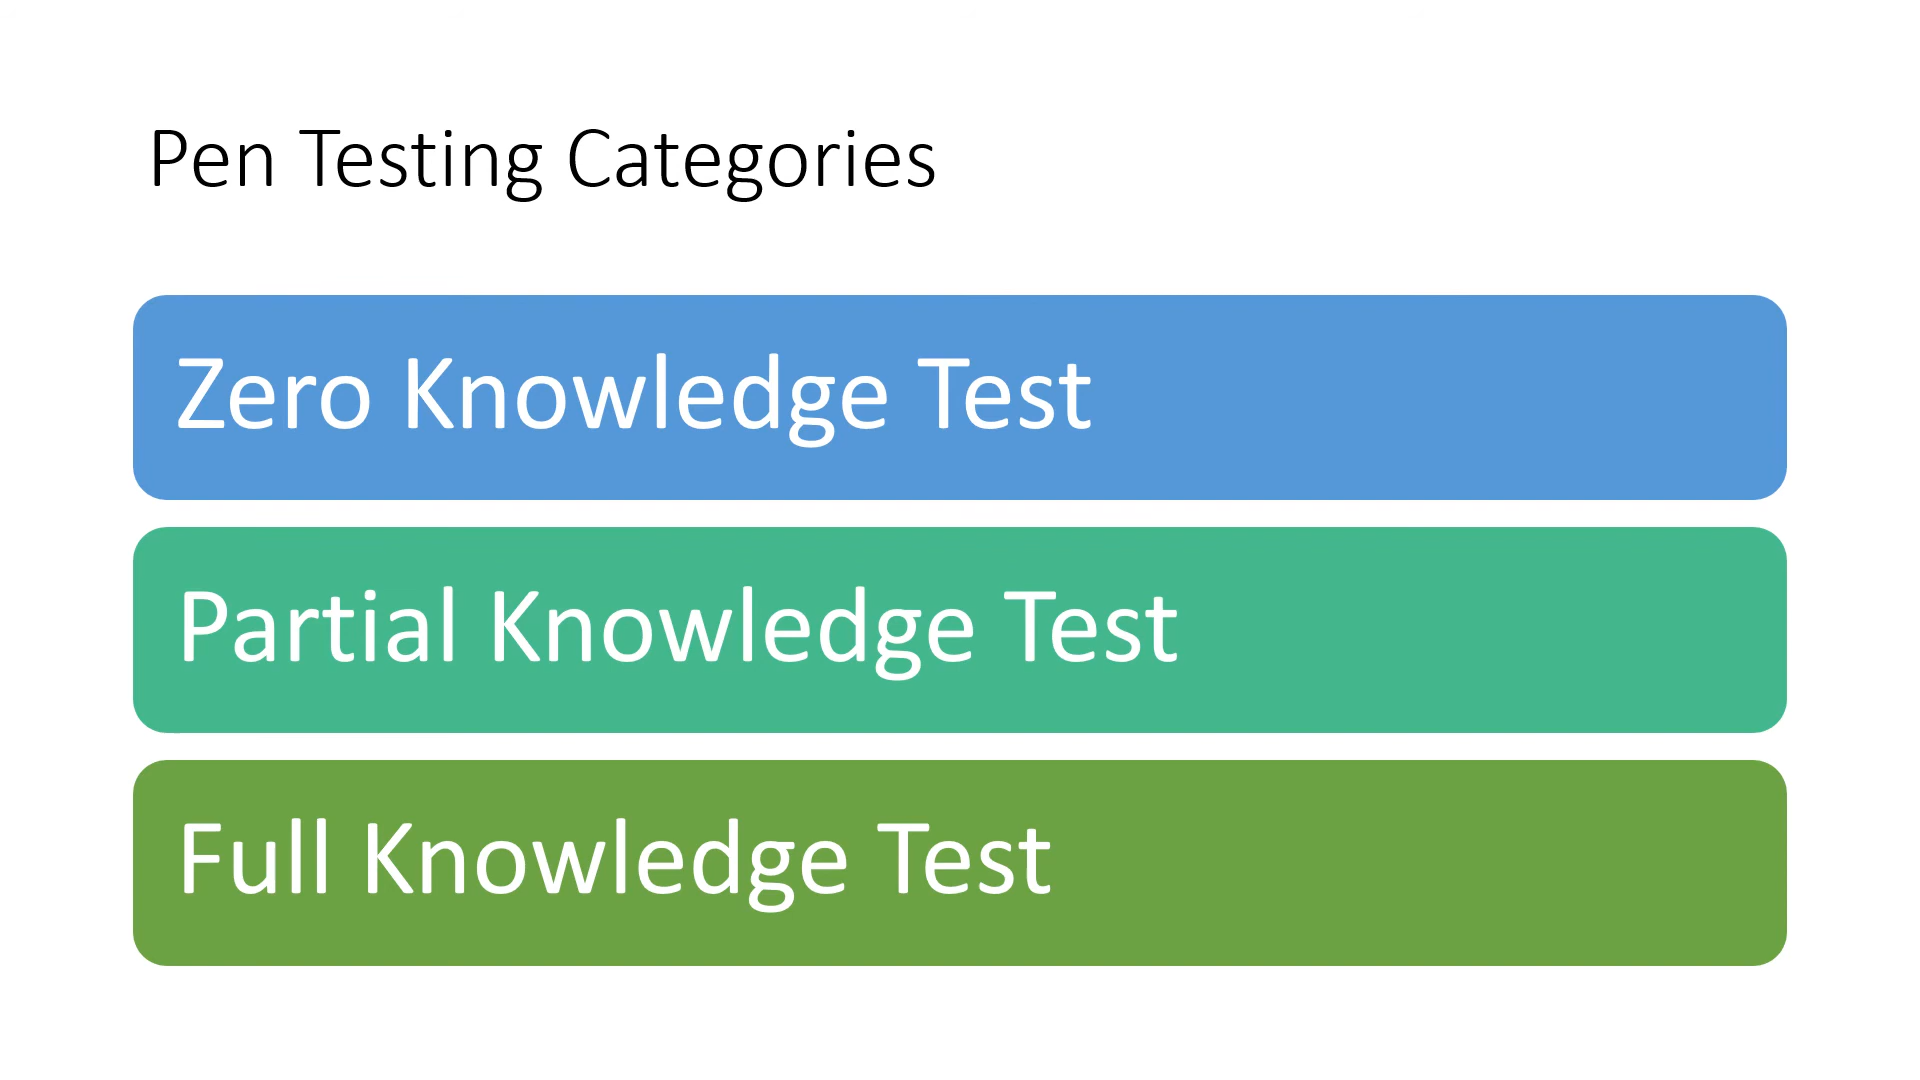 Pen Testing Categories
Zero Knowledge Test
Partial Knowledge Test
Full Knowledge Test